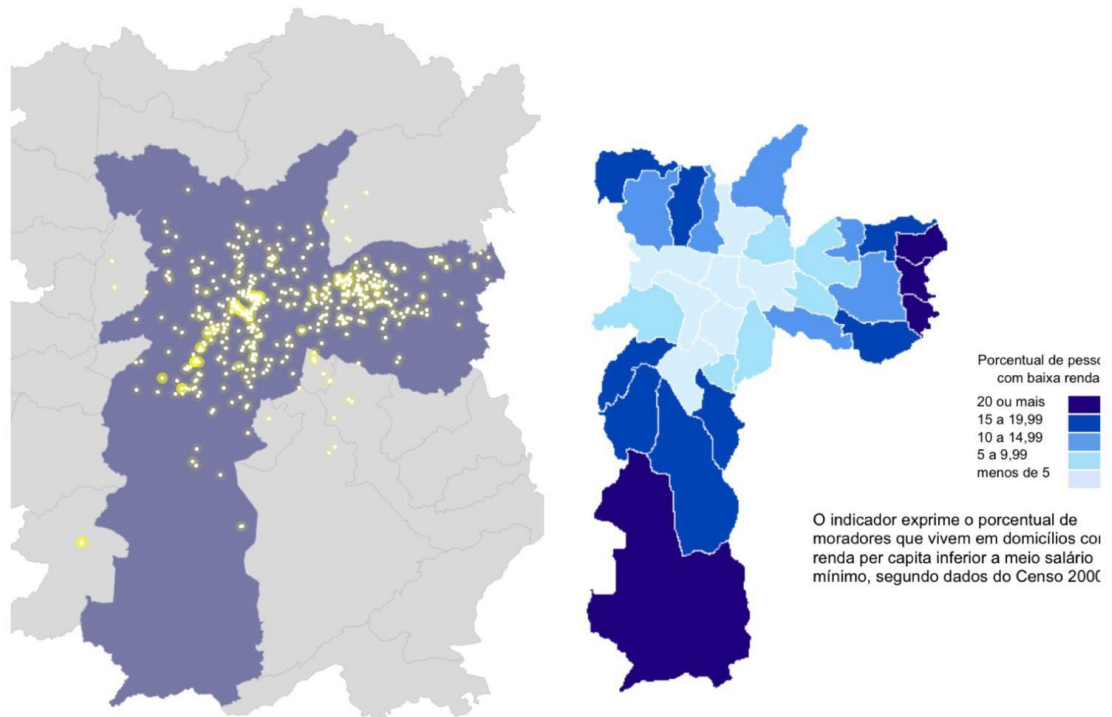 Porcentual de pesso
com baixa renda
20 ou mais
15 a 19,99
10 a 14,99
5 a 9,99
menos de 5
O indicador exprime o porcentual de
moradores que vivem em domicílios co
renda per capita inferior a meio salário
mínimo, segundo dados do Censo 2000